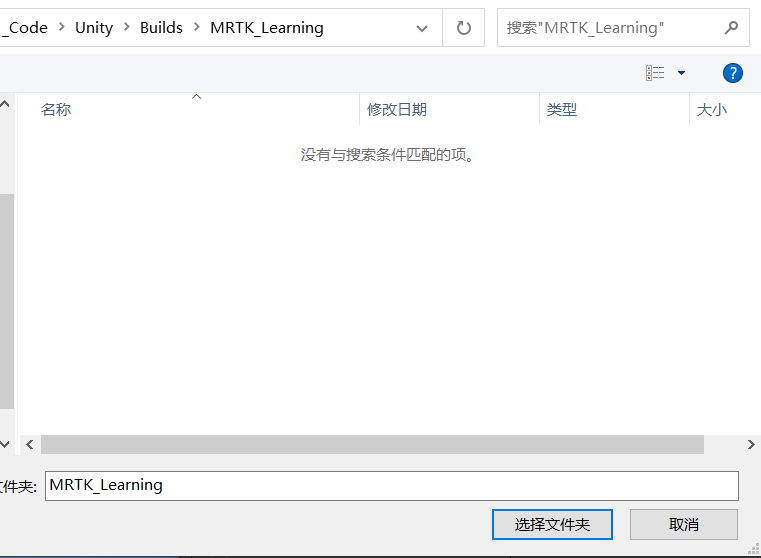 _Code > Unity > Builds > MRTK_Learning
搜索"MRTK_Learning"
?
名称 修改日期 类型 大小
没有与搜索条件匹配的项。
件夹: MRTK_Learning
选择文件夹 取消